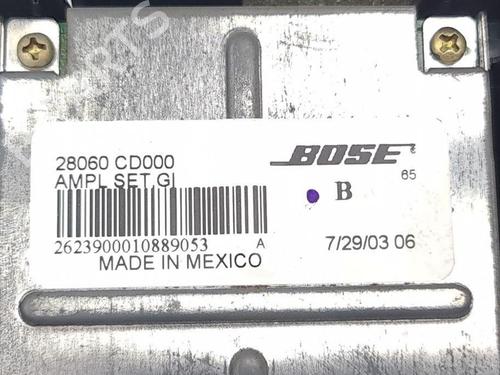 28060 CD000
AMPL SET,GI
BOSE
65
B
2623900010889053 A
7/29/03 06
MADE IN MEXICO